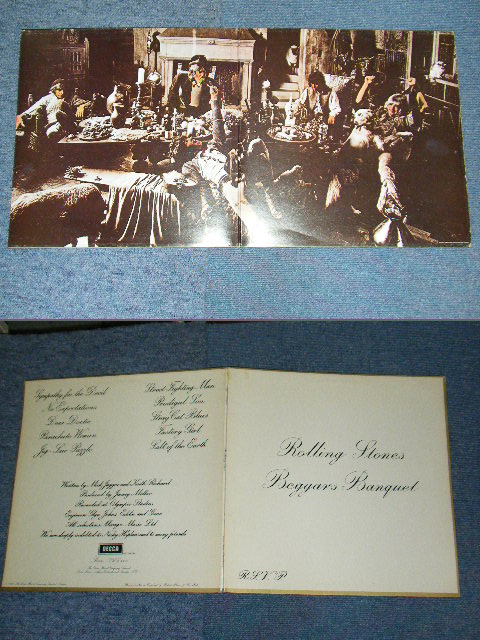 Sympathy for the Devil
No Expectations
Dear Doctor
Parachute Woman
Jig-Saw Puzzle
Street Fighting Man
Prodigal Son
Stray Cat Blues
Factory Girl
Salt of the Earth
Written by Mick Jagger and Keith Richard
Produced by Jimmy Miller
Recorded at Olympic Studios
Engineers Glyn Johns, Eddie and Gene
All selections Mirage Music Ltd
We are deeply indebted to Nicky Hopkins and to many friends
DECCA
Rolling Stones
Beggars Banquet
R.S.V.P.